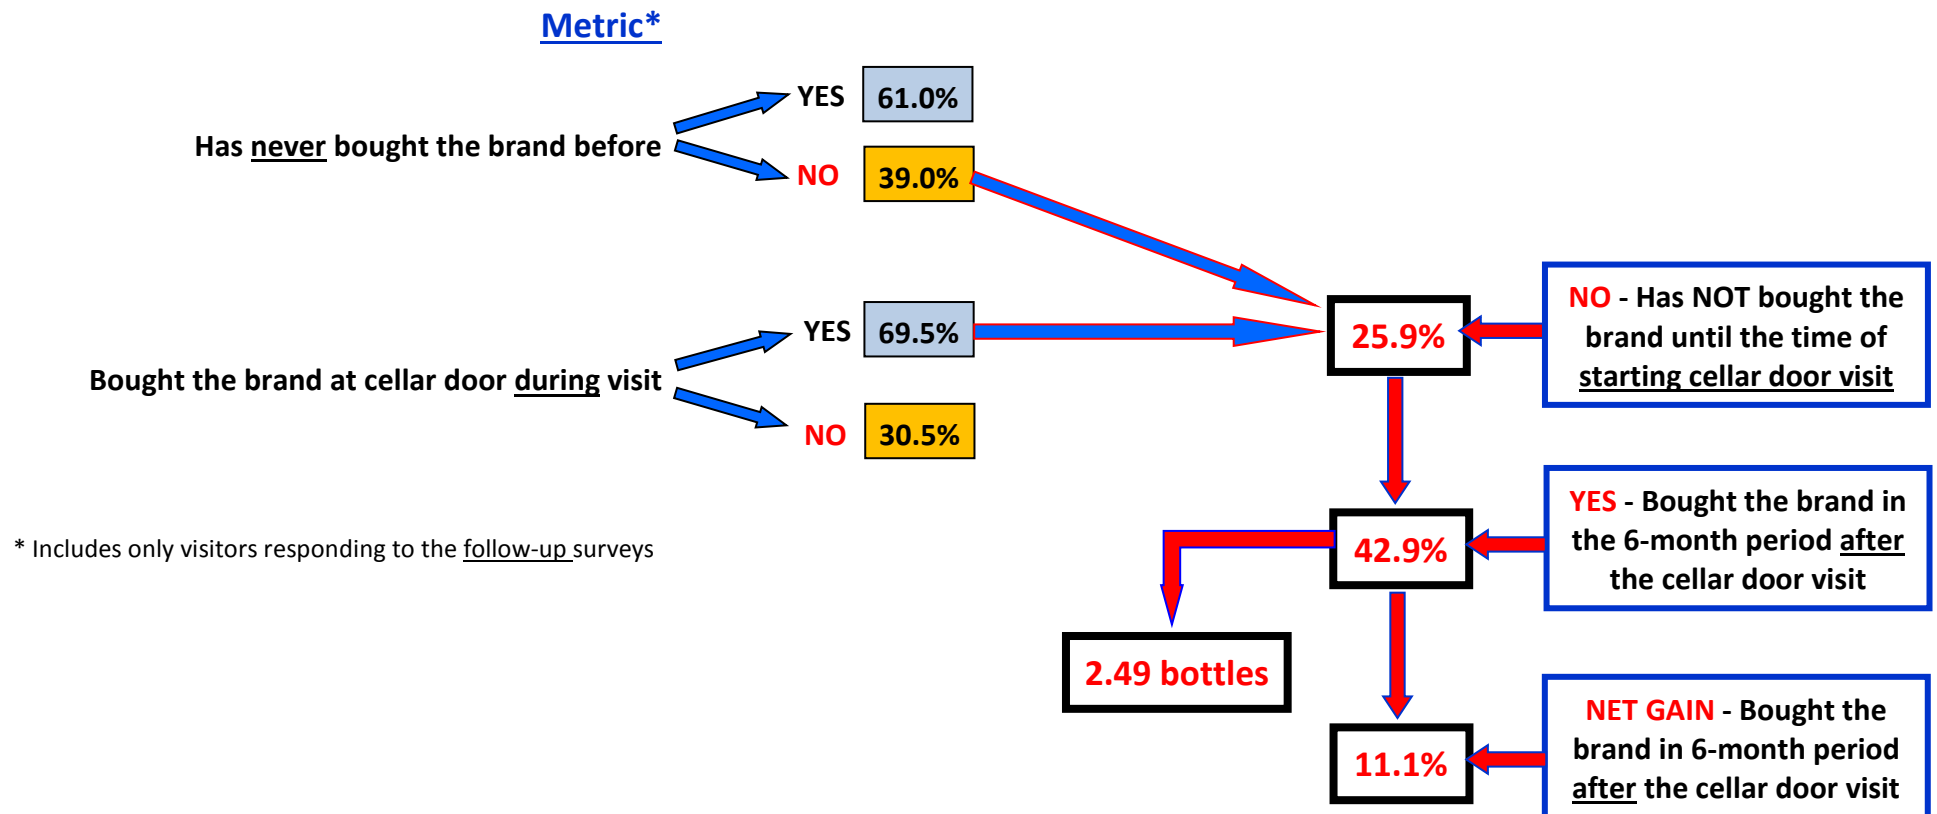 Metric*
YES 61.0%
Has never bought the brand before
NO 39.0%
YES 69.5%
Bought the brand at cellar door during visit
NO 30.5%
* Includes only visitors responding to the follow-up surveys
25.9%
NO - Has NOT bought the
brand until the time of
starting cellar door visit
42.9%
YES - Bought the brand in
the 6-month period after
the cellar door visit
2.49 bottles
11.1%
NET GAIN - Bought the
brand in 6-month period
after the cellar door visit